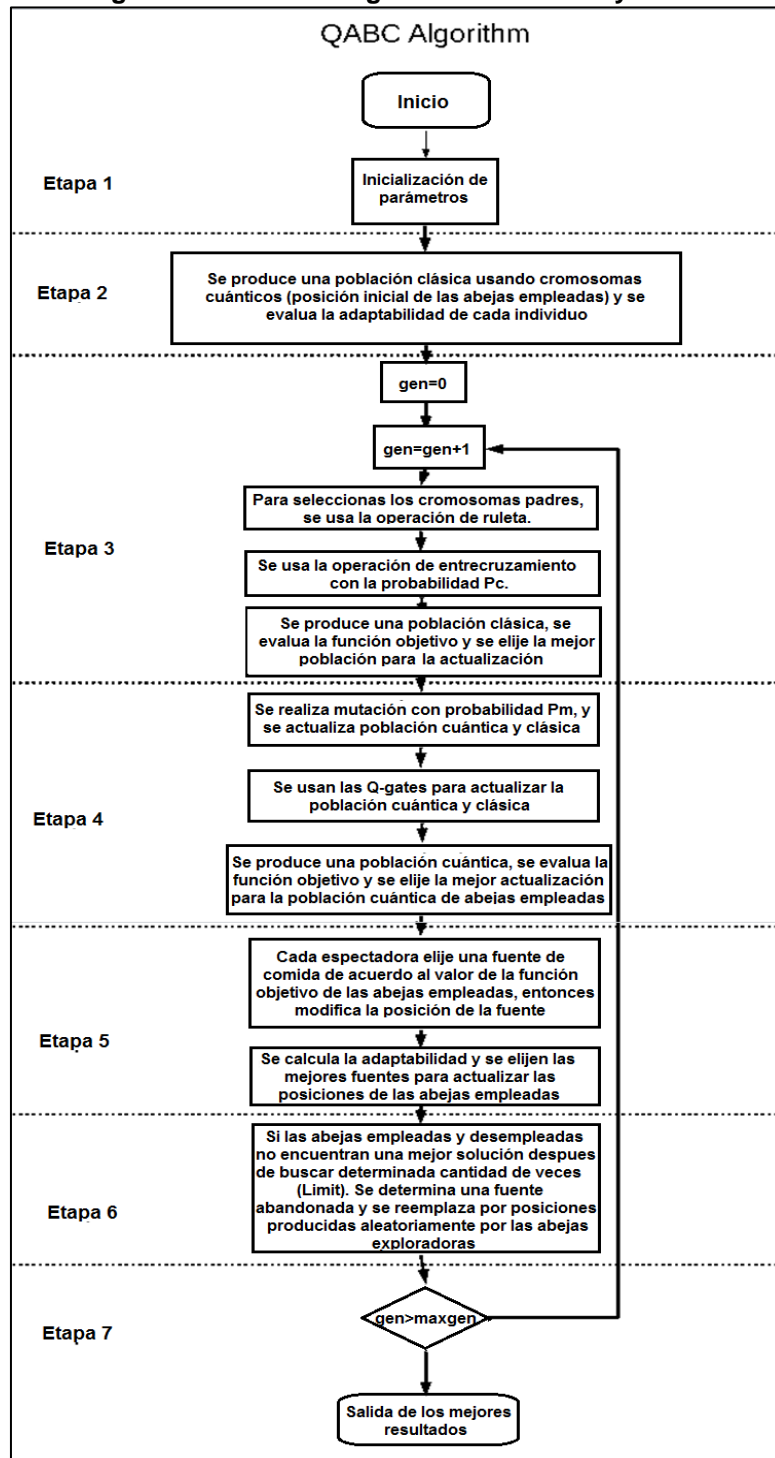 QABC Algorithm
Inicio
Etapa 1
Inicialización de
parámetros
Etapa 2
Se produce una población clásica usando cromosomas
cuánticos (posición inicial de las abejas empleadas) y se
evalua la adaptabilidad de cada individuo
gen=0
gen=gen+1
Etapa 3
Para seleccionas los cromosomas padres,
se usa la operación de ruleta.
Se usa la operación de entrecruzamiento
con la probabilidad Pc.
Se produce una población clásica, se
evalua la función objetivo y se elije la mejor
población para la actualización
Etapa 4
Se realiza mutación con probabilidad Pm, y
se actualiza población cuántica y clásica
Se usan las Q-gates para actualizar la
población cuántica y clásica
Se produce una población cuántica, se evalua la
función objetivo y se elije la mejor actualización
para la población cuántica de abejas empleadas
Etapa 5
Cada espectadora elije una fuente de
comida de acuerdo al valor de la función
objetivo de las abejas empleadas, entonces
modifica la posición de la fuente
Se calcula la adaptabilidad y se elijen las
mejores fuentes para actualizar las
posiciones de las abejas empleadas
Etapa 6
Si las abejas empleadas y desempleadas
no encuentran una mejor solución despues
de buscar determinada cantidad de veces
(Limit). Se determina una fuente
abandonada y se reemplaza por posiciones
producidas aleatoriamente por las abejas
exploradoras
Etapa 7
gen>maxgen
Salida de los mejores
resultados